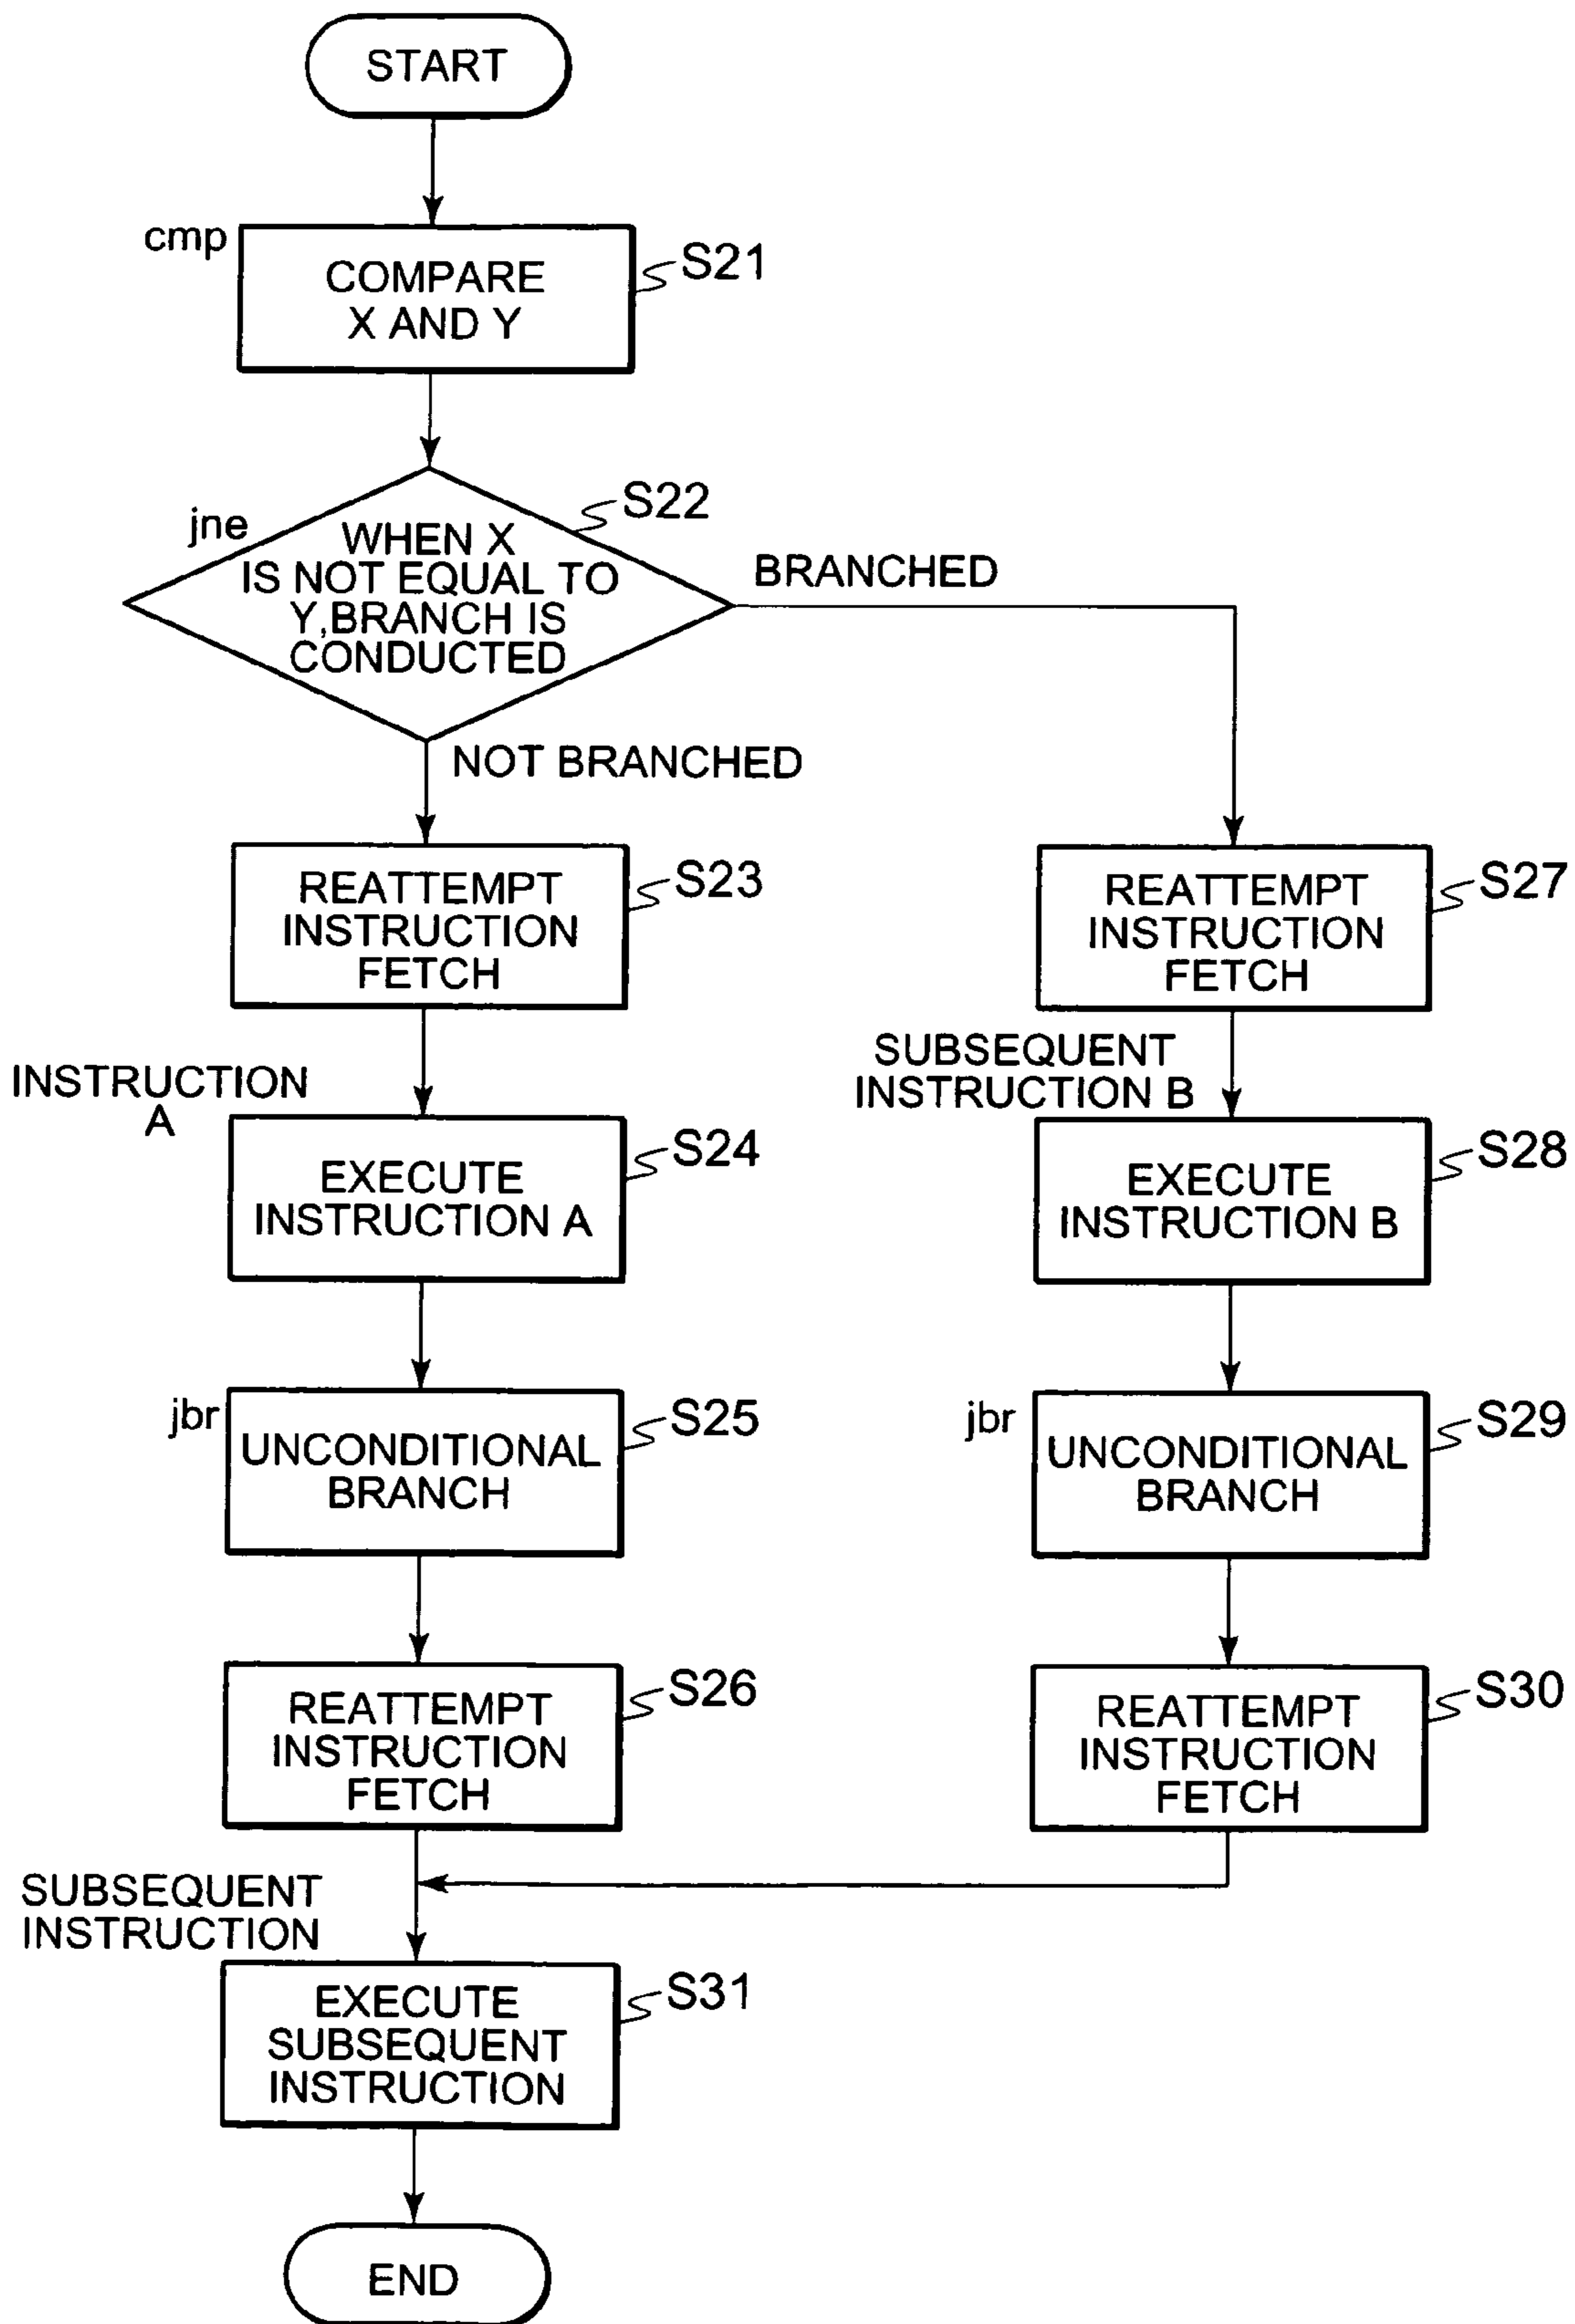 START
cmp
COMPARE
X AND Y
S21
jne
WHEN X
IS NOT EQUAL TO
Y,BRANCH IS
CONDUCTED
S22
BRANCHED
NOT BRANCHED
REATTEMPT
INSTRUCTION
FETCH
S23
INSTRUCTION
A
EXECUTE
INSTRUCTION A
S24
jbr
UNCONDITIONAL
BRANCH
S25
REATTEMPT
INSTRUCTION
FETCH
S26
REATTEMPT
INSTRUCTION
FETCH
S27
SUBSEQUENT
INSTRUCTION B
EXECUTE
INSTRUCTION B
S28
jbr
UNCONDITIONAL
BRANCH
S29
REATTEMPT
INSTRUCTION
FETCH
S30
SUBSEQUENT
INSTRUCTION
EXECUTE
SUBSEQUENT
INSTRUCTION
S31
END